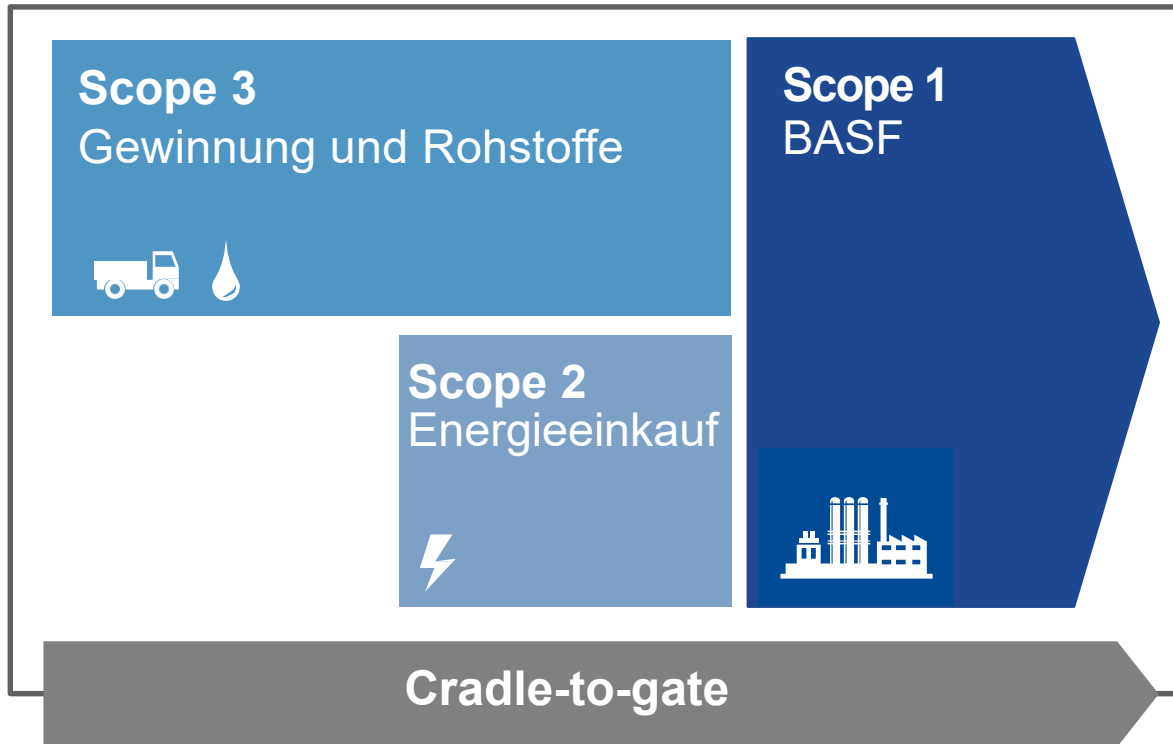 Scope 3
Gewinnung und Rohstoffe
Scope 2
Energieeinkauf
Scope 1
BASF
Cradle-to-gate